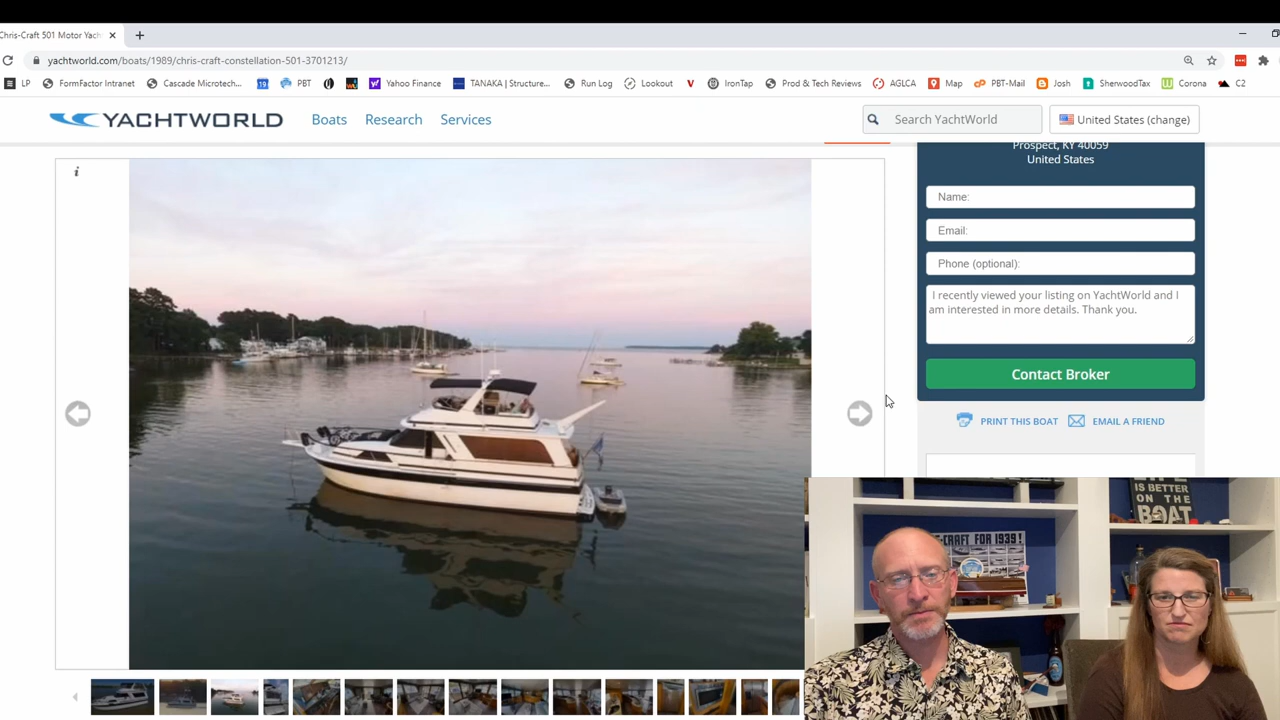 Chris-Craft 501 Motor Yach
yachtworld.com/boats/1989/chris-craft-constellation-501-3701213/
LP FormFactor Intranet Cascade Microtech... 19 PBT Yahoo Finance TANAKA | Structure... Run Log Lookout V IronTap Prod & Tech Reviews AGLCA Map PBT-Mail Josh SherwoodTax Corona C2
YACHTWORLD Boats Research Services Search YachtWorld United States (change)
Prospect, KY 40059
United States
i
Name:
Email:
Phone (optional):
I recently viewed your listing on YachtWorld and I
am interested in more details. Thank you.
Contact Broker
PRINT THIS BOAT EMAIL A FRIEND
IS BETTER
ON THE
BOAT
-CRAFT FOR 1939!